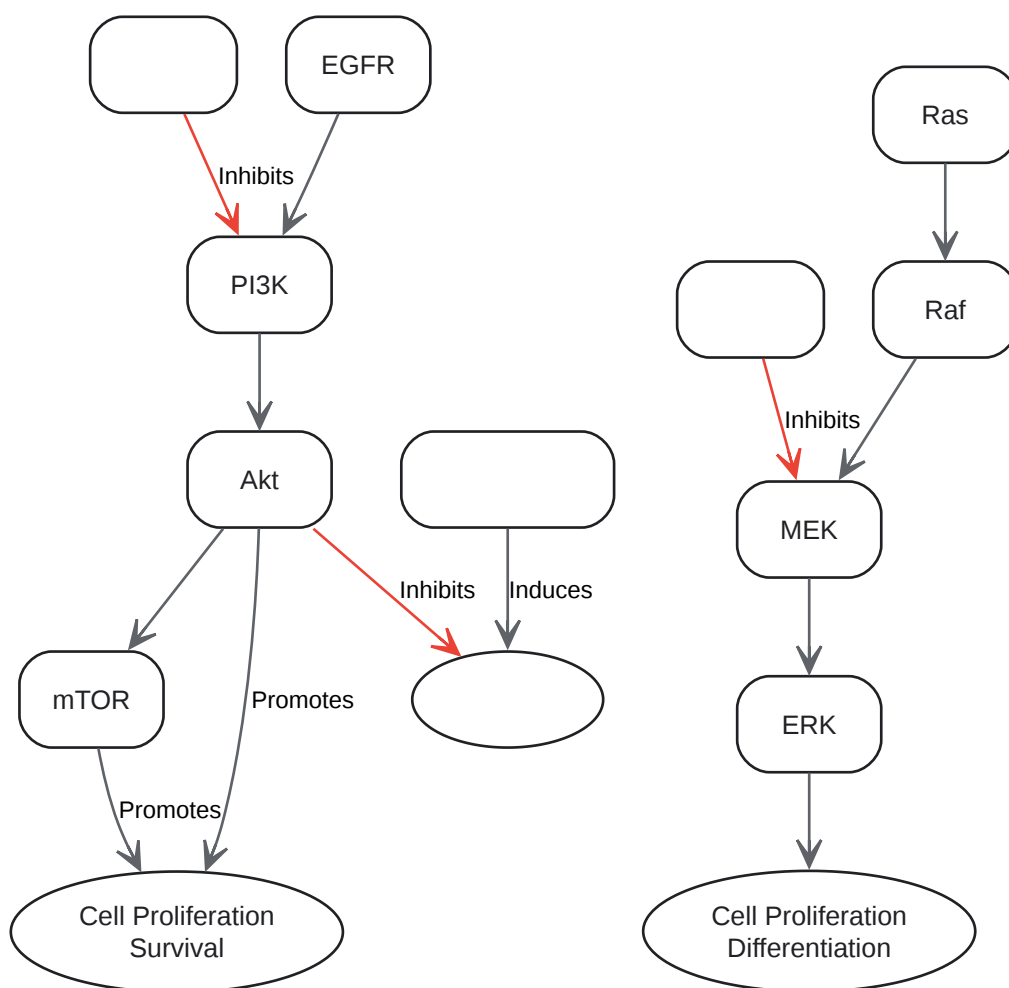 EGFR
Ras
Inhibits
PI3K
Raf
Inhibits
Akt
MEK
Inhibits
Induces
mTOR
Promotes
ERK
Promotes
Cell Proliferation
Survival
Cell Proliferation
Differentiation